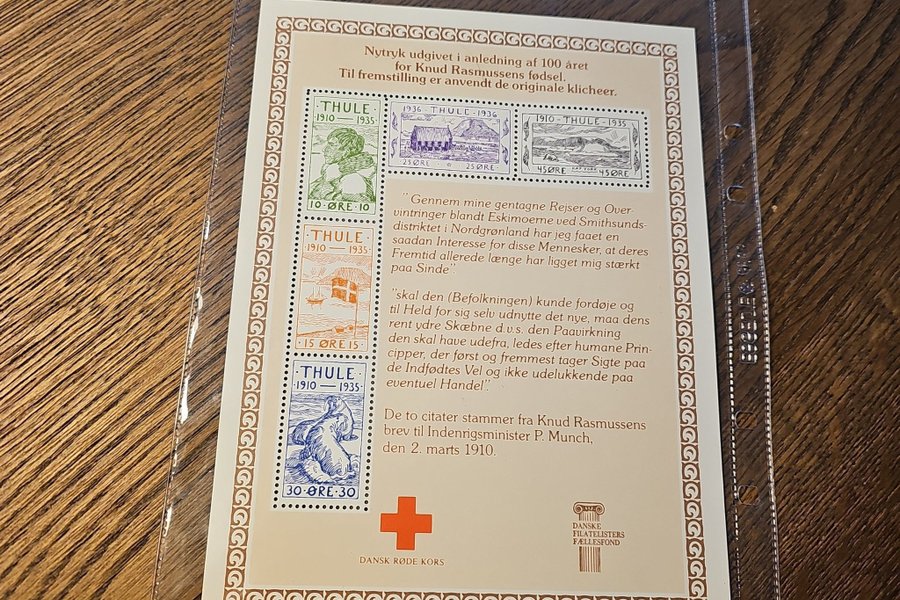 Nytryk udgivet i anledning af 100 året
for Knud Rasmussens fødsel.
Til fremstilling er anvendt de originale klicheer.
THULE
1910 — 1935
10 · ØRE · 10
1936 · THULE · 1936
25 ØRE 25 ØRE
1910 · THULE · 1935
45 ØRE 45 ØRE
THULE
1910 — 1935
15 ØRE 15
· THULE ·
1910 — 1935
30 · ØRE · 30
"Gennem mine gentagne Rejser og Over-
vintninger blandt Eskimoerne ved Smithsunds-
distriktet i Nordgrønland har jeg faaet en
saadan Interesse for disse Mennesker, at deres
Fremtid allerede længe har ligget mig stærkt
paa Sinde"
"skal den (Befolkningen) kunde fordøje og
til Held for sig selv udnytte det nye, maa dens
rent ydre Skæbne d.v.s. den Paavirkning
den skal have udefra, ledes efter humane Prin-
cipper, der først og fremmest tager Sigte paa
de Indfødtes Vel og ikke udelukkende paa
eventuel Handel".
De to citater stammer fra Knud Rasmussens
brev til Indenrigsminister P. Munch,
den 2. marts 1910.
DANSK RØDE KORS
DANSKE
FILATELISTERS
FÆLLESFOND